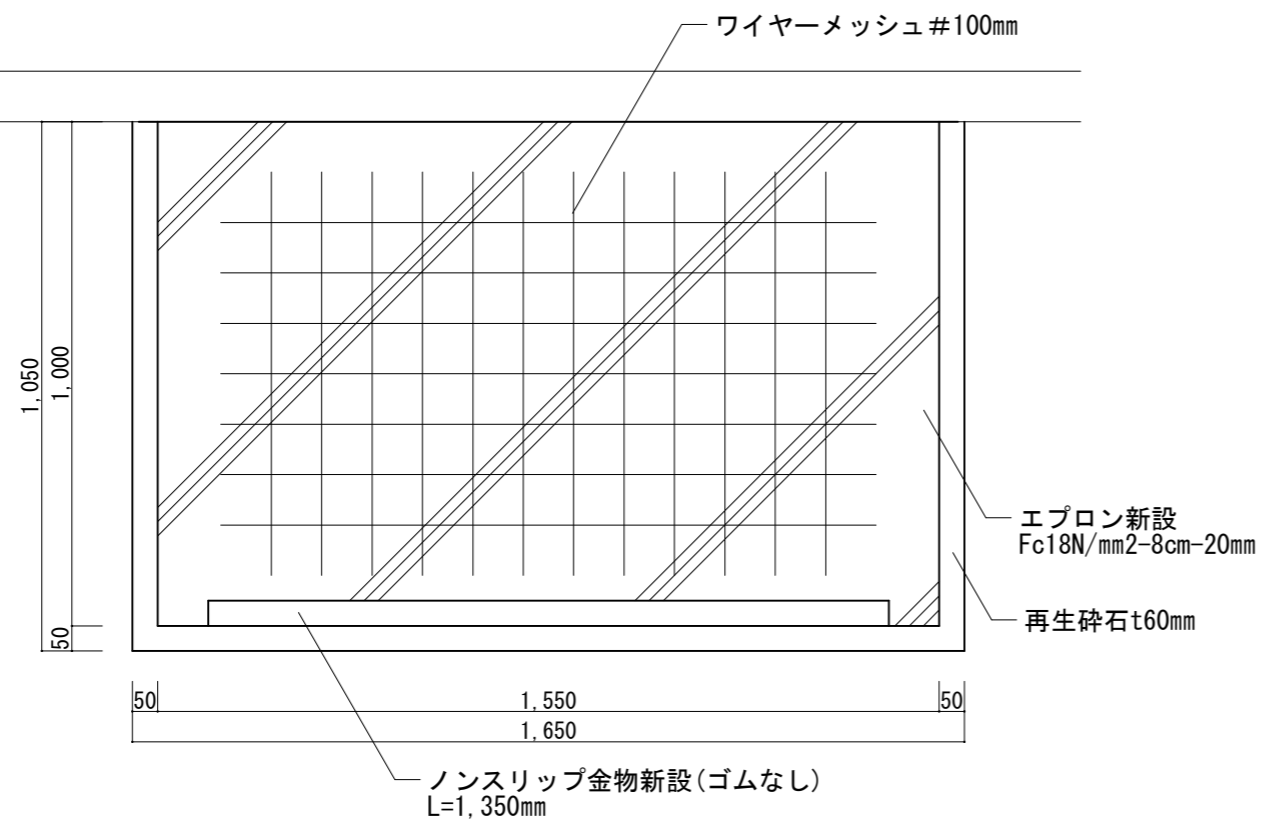 ワイヤーメッシュ＃100mm
1,050
1,000
50
エプロン新設
Fc18N/mm2-8cm-20mm
再生砕石t60mm
50
1,550
50
1,650
ノンスリップ金物新設(ゴムなし)
L=1,350mm